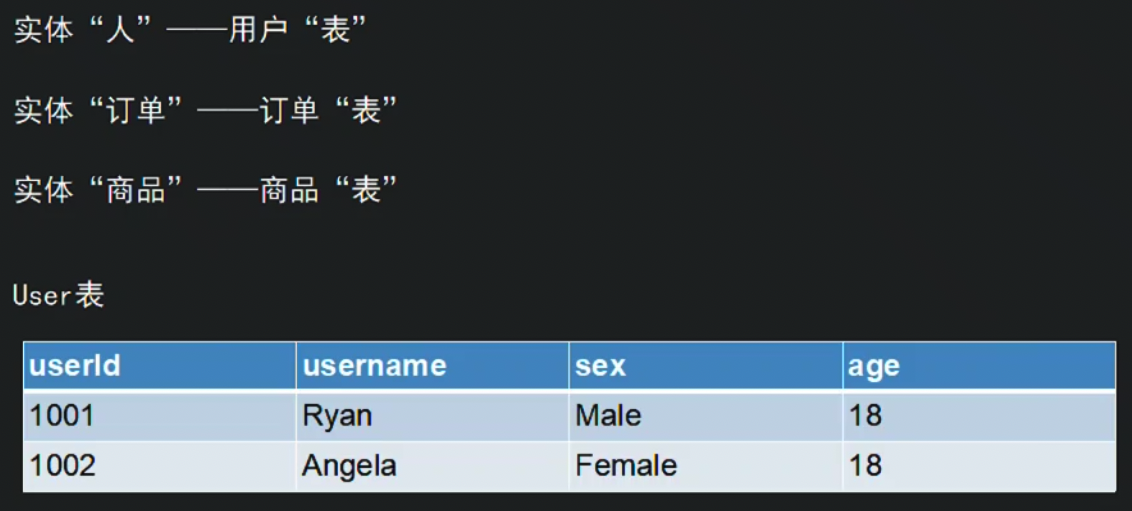 实体“人”——用户“表”
实体“订单”——订单“表”
实体“商品”——商品“表”
User表
userId username sex age
1001 Ryan Male 18
1002 Angela Female 18